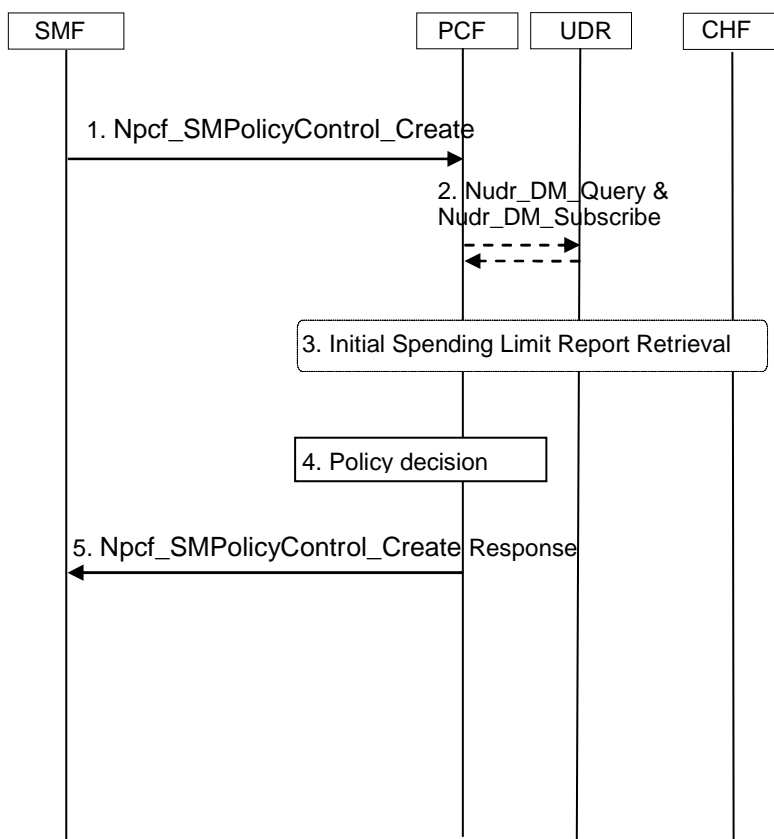 SMF
PCF
UDR
CHF
1. Npcf_SMPolicyControl_Create
2. Nudr_DM_Query &
Nudr_DM_Subscribe
3. Initial Spending Limit Report Retrieval
4. Policy decision
5. Npcf_SMPolicyControl_Create Response